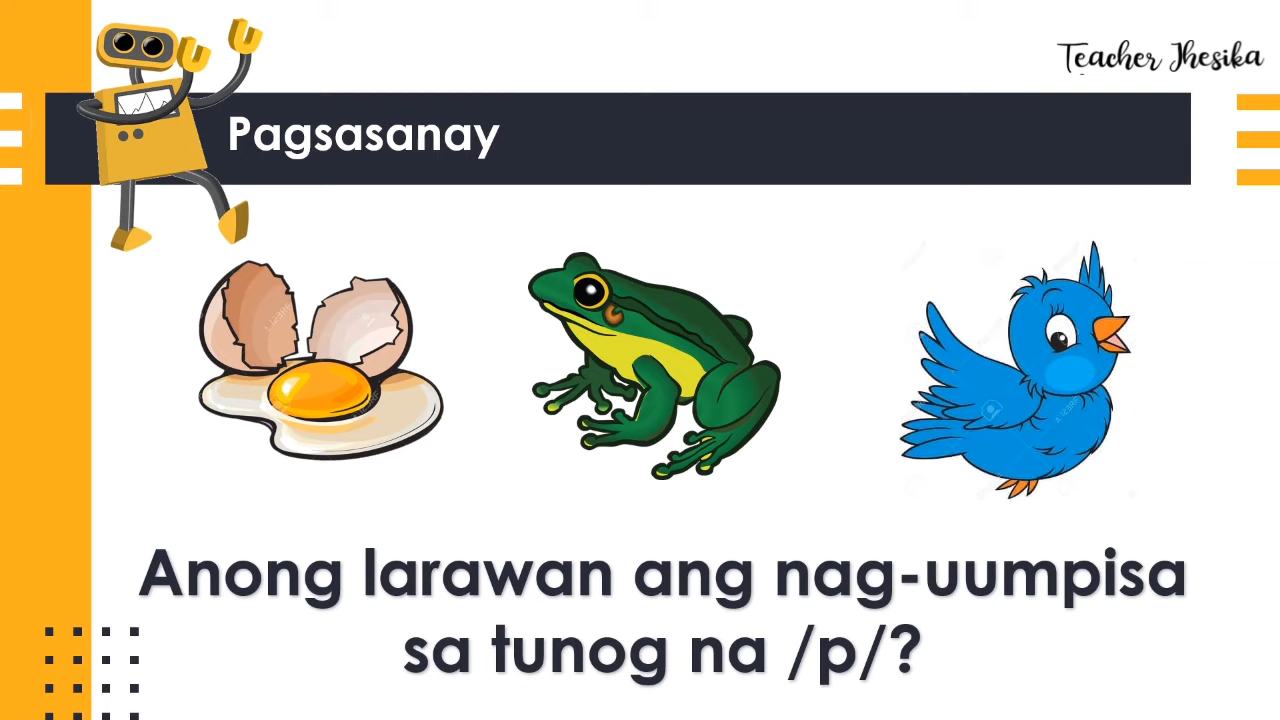 Teacher Jhesika
Pagsasanay
Anong larawan ang nag-uumpisa
sa tunog na /p/?